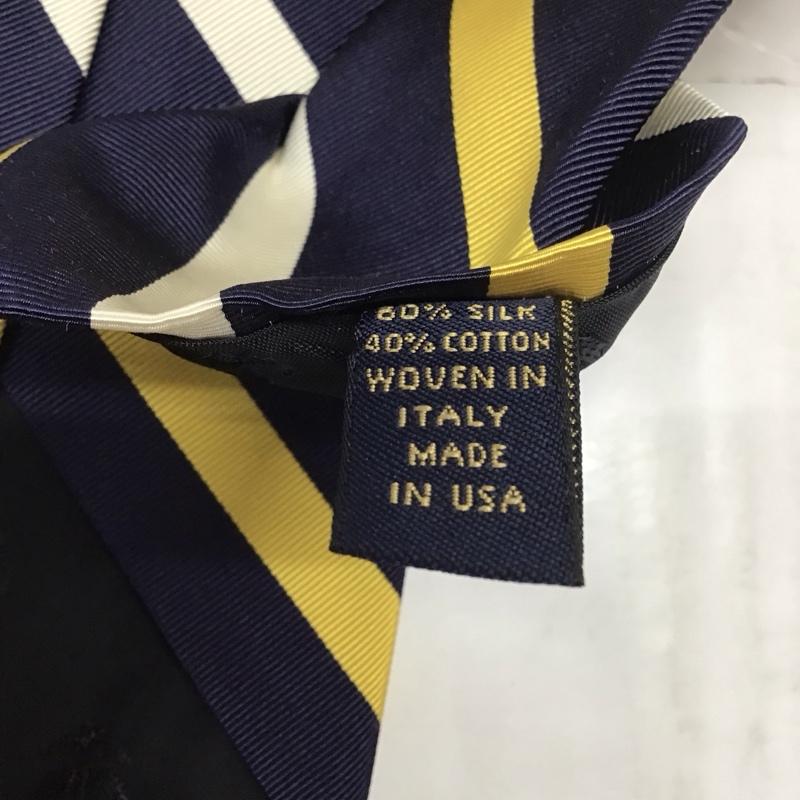 60% SILK
40% COTTON
WOVEN IN
ITALY
MADE
IN USA